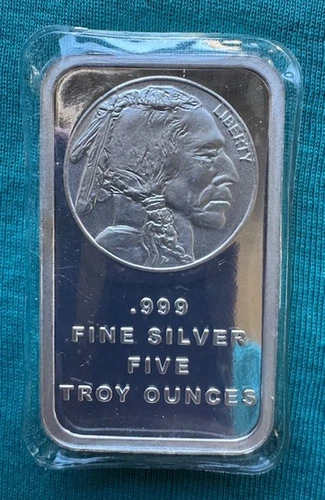 LIBERTY
.999
FINE SILVER
FIVE
TROY OUNCES